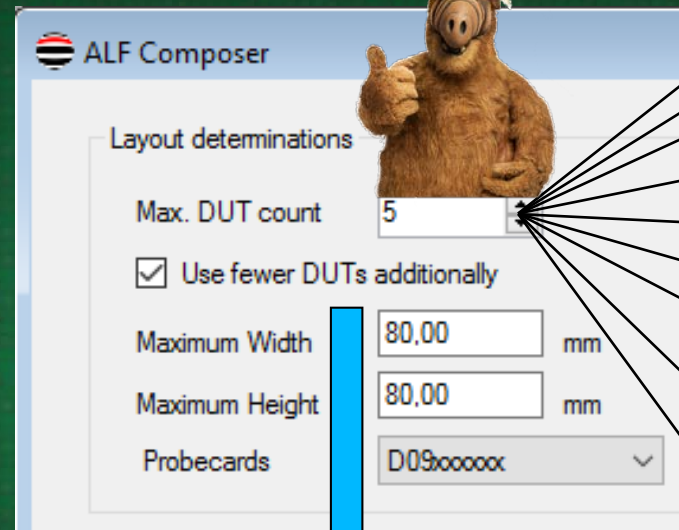 ALF Composer
Layout determinations
Max. DUT count 5
Use fewer DUTs additionally
Maximum Width 80,00 mm
Maximum Height 80,00 mm
Probecards D09xxxxxx